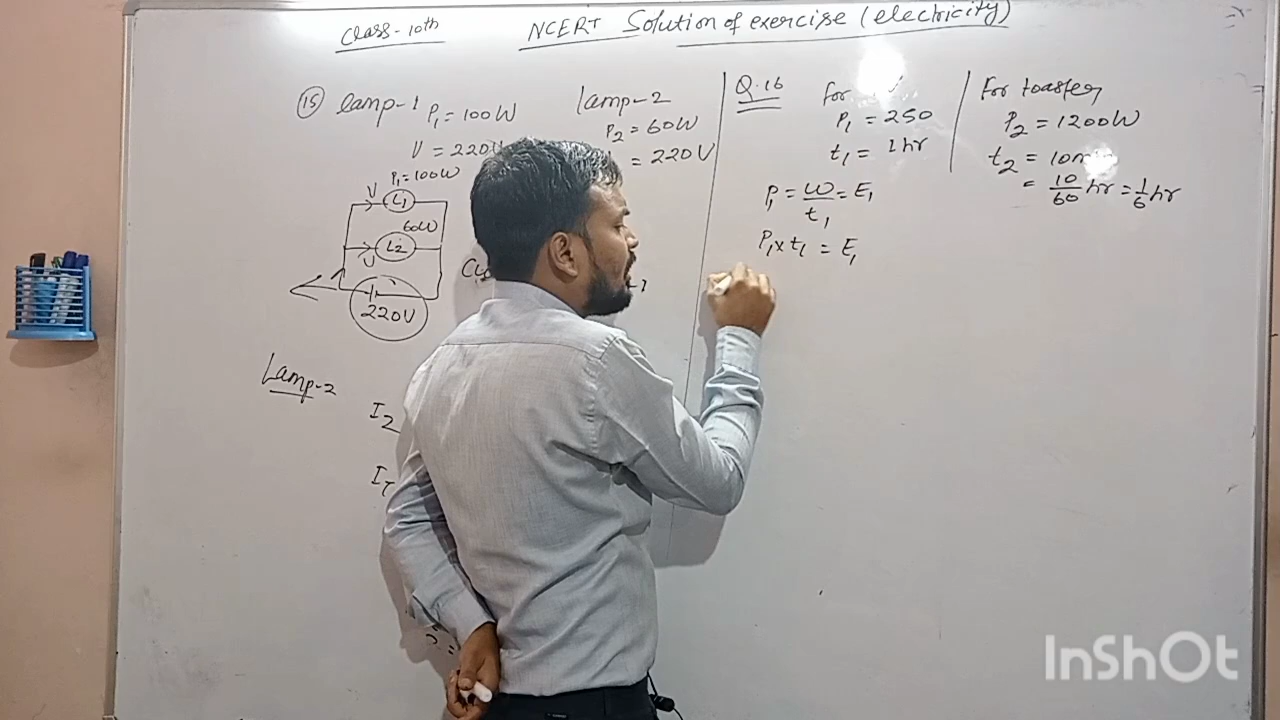 Class-10th
NCERT Solution of exercise (electricity)
15 Lamp-1
P₁ = 100W
V = 220
P₁ = 100W
V
L₁
60W
L₂
220V
lamp-2
P₂ = 60W
= 220V
Lamp-2
I₂
Q.16
For
P₁ = 250
t₁ = 1hr
P₁ = W/t₁ = E₁
P₁ x t₁ = E₁
For toaster
P₂ = 1200W
t₂ = 10min
= 10/60 hr = 1/6 hr
InShOt